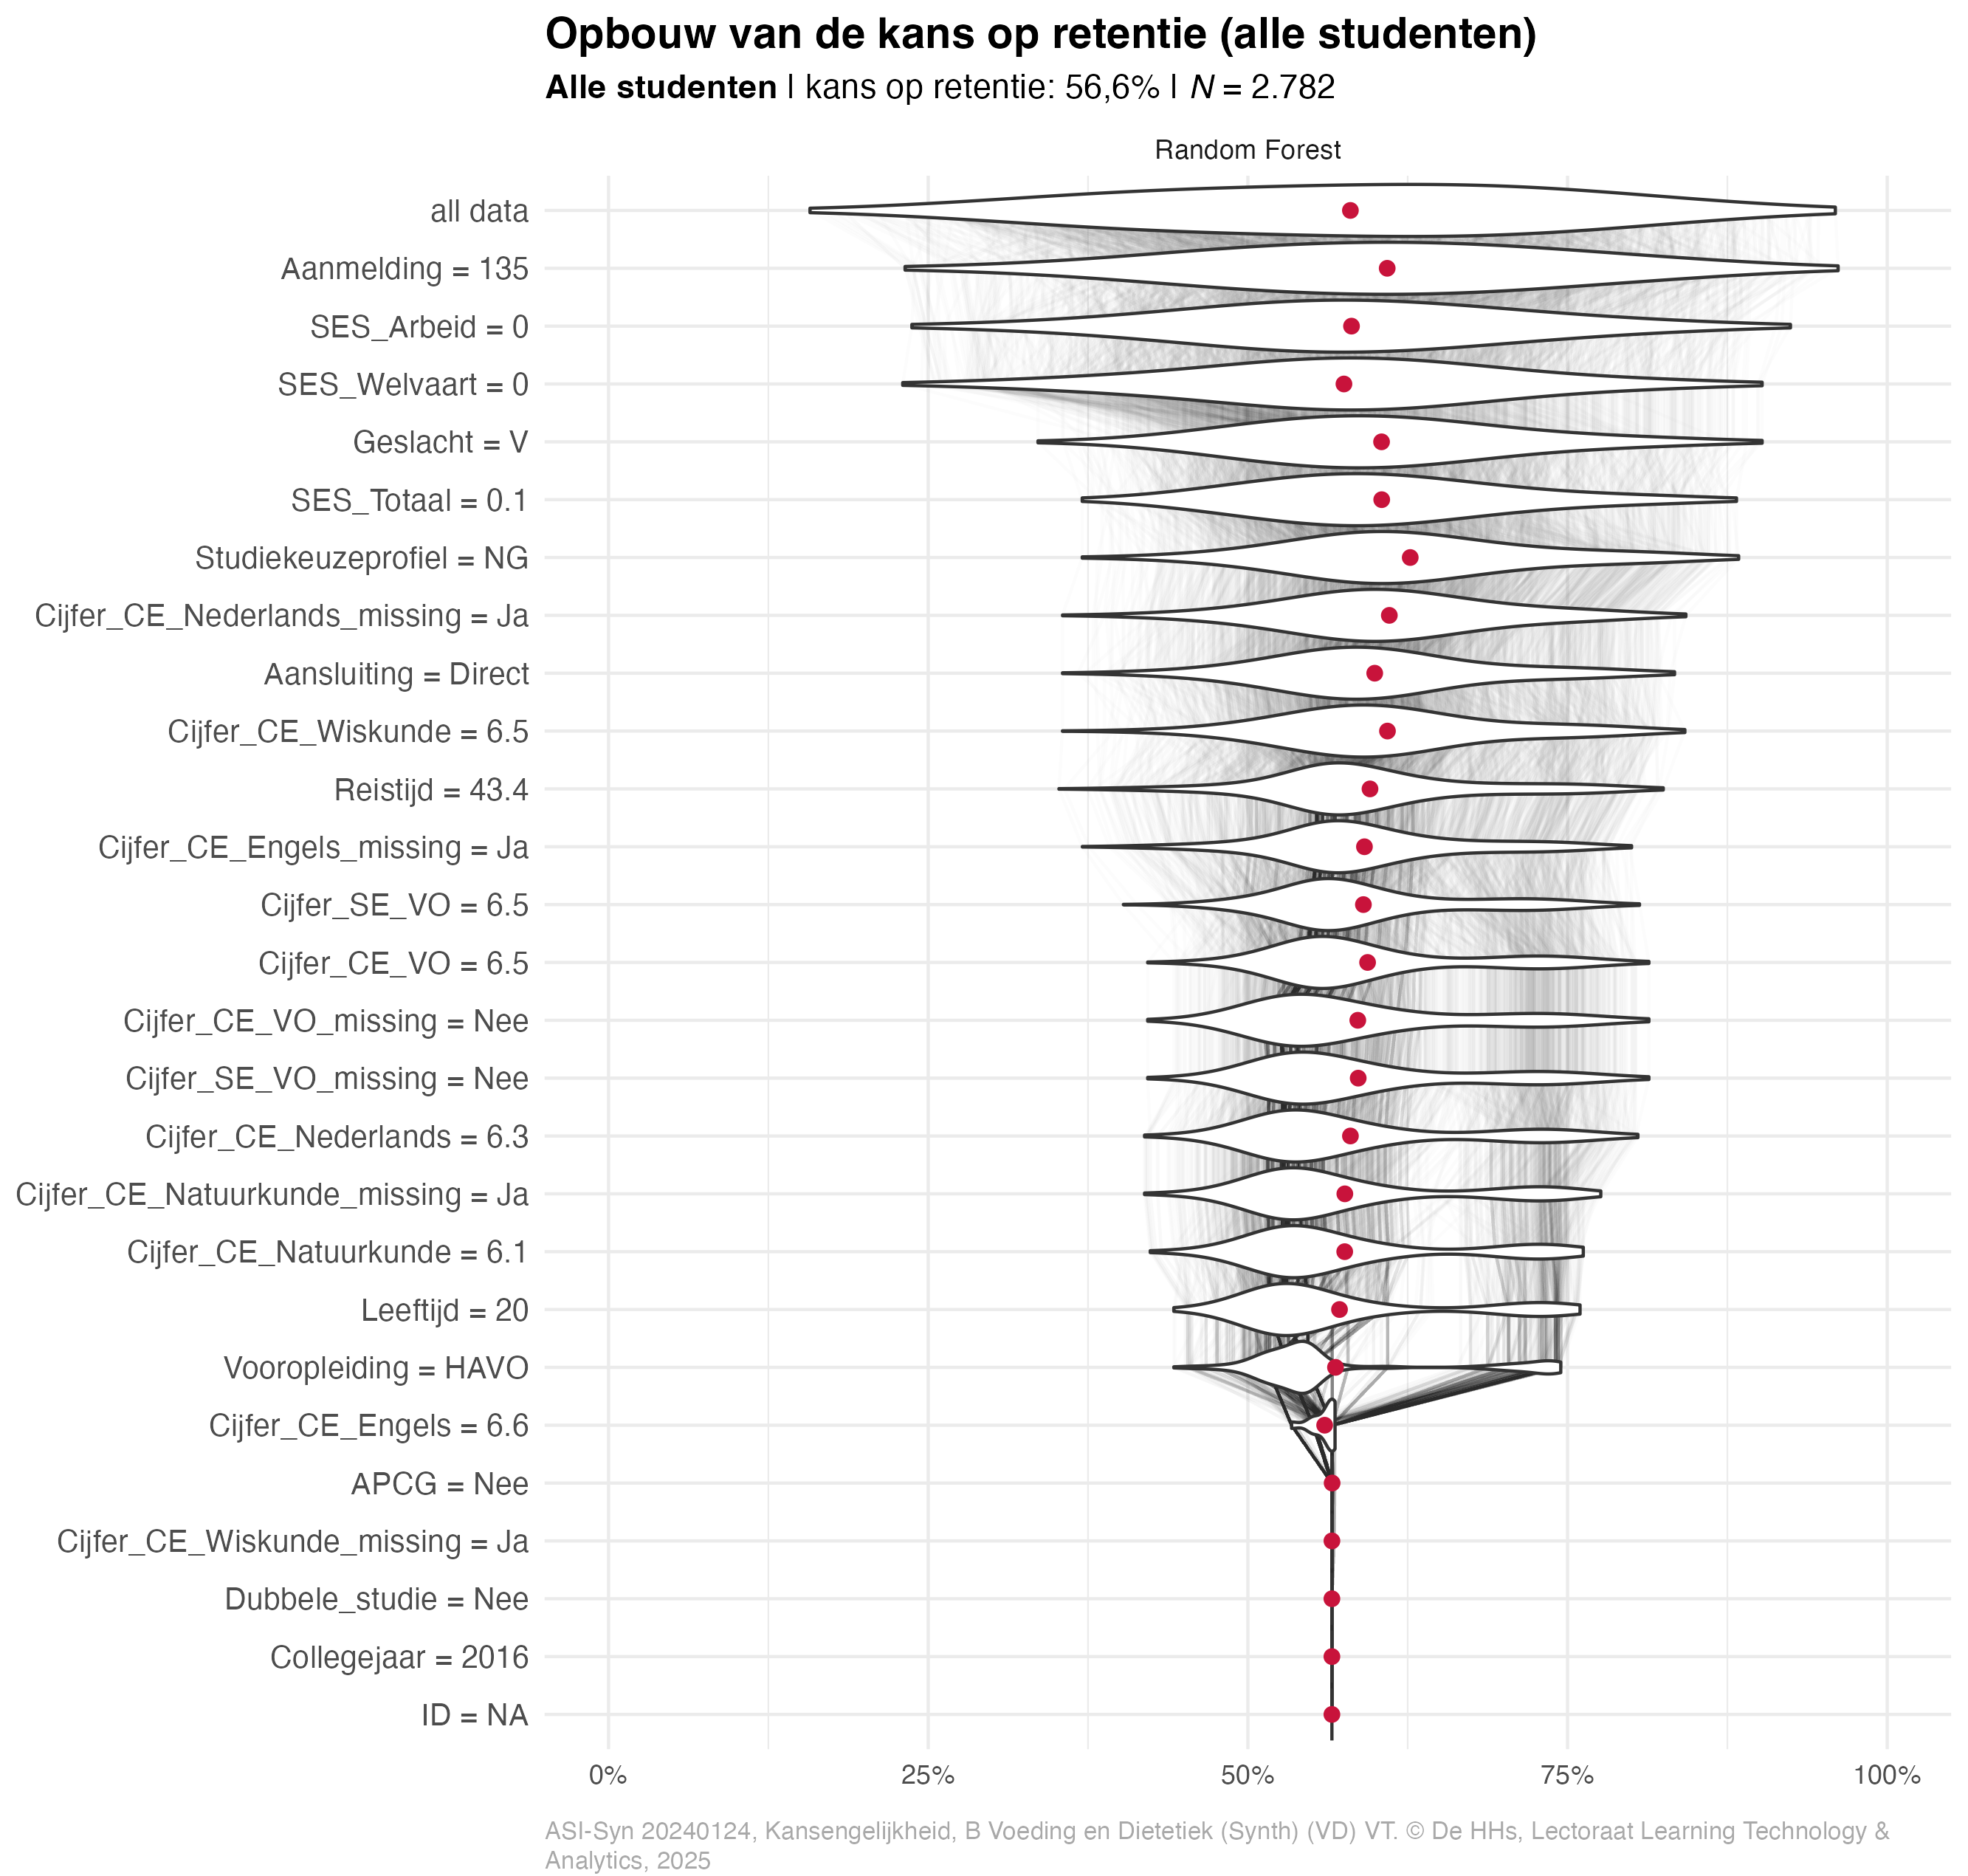 Opbouw van de kans op retentie (alle studenten)
Alle studenten | kans op retentie: 56,6% | N = 2.782
Random Forest
all data
Aanmelding = 135
SES_Arbeid = 0
SES_Welvaart = 0
Geslacht = V
SES_Totaal = 0.1
Studiekeuzeprofiel = NG
Cijfer_CE_Nederlands_missing = Ja
Aansluiting = Direct
Cijfer_CE_Wiskunde = 6.5
Reistijd = 43.4
Cijfer_CE_Engels_missing = Ja
Cijfer_SE_VO = 6.5
Cijfer_CE_VO = 6.5
Cijfer_CE_VO_missing = Nee
Cijfer_SE_VO_missing = Nee
Cijfer_CE_Nederlands = 6.3
Cijfer_CE_Natuurkunde_missing = Ja
Cijfer_CE_Natuurkunde = 6.1
Leeftijd = 20
Vooropleiding = HAVO
Cijfer_CE_Engels = 6.6
APCG = Nee
Cijfer_CE_Wiskunde_missing = Ja
Dubbele_studie = Nee
Collegejaar = 2016
ID = NA
0% 25% 50% 75% 100%
ASI-Syn 20240124, Kansengelijkheid, B Voeding en Dietetiek (Synth) (VD) VT. © De HHs, Lectoraat Learning Technology &
Analytics, 2025